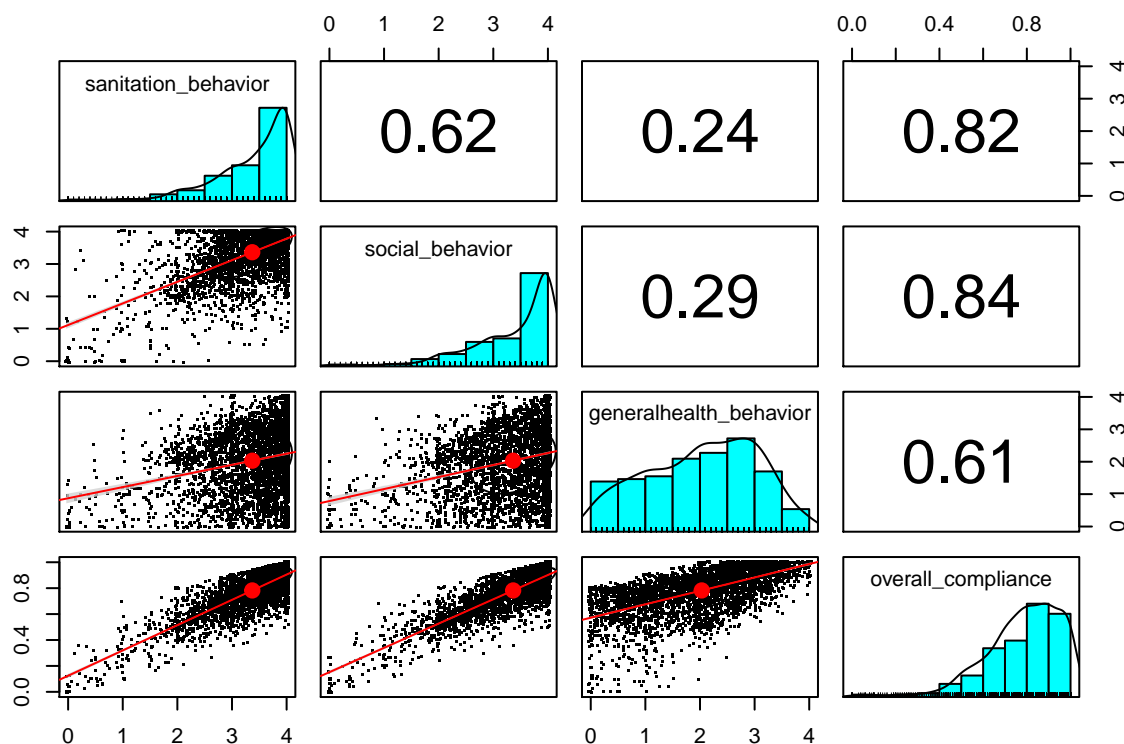 0 1 2 3 4 0.0 0.4 0.8
sanitation_behavior 0.62 0.24 0.82 0 1 2 3 4
0 1 2 3 4 social_behavior 0.29 0.84
generalhealth_behavior 0.61 0 1 2 3 4
0.0 0.4 0.8 overall_compliance
0 1 2 3 4 0 1 2 3 4